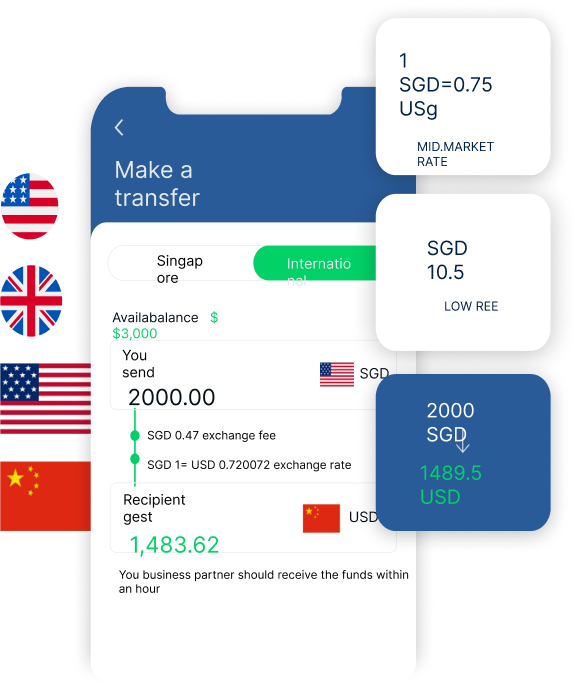 Make a
transfer
Singap
ore
Internatio
nal
Availabalance $
$3,000
You
send
SGD
2000.00
SGD 0.47 exchange fee
SGD 1= USD 0.720072 exchange rate
Recipient
gest
USD
1,483.62
You business partner should receive the funds within
an hour
1
SGD=0.75
USg
MID.MARKET
RATE
SGD
10.5
LOW REE
2000
SGD
1489.5
USD